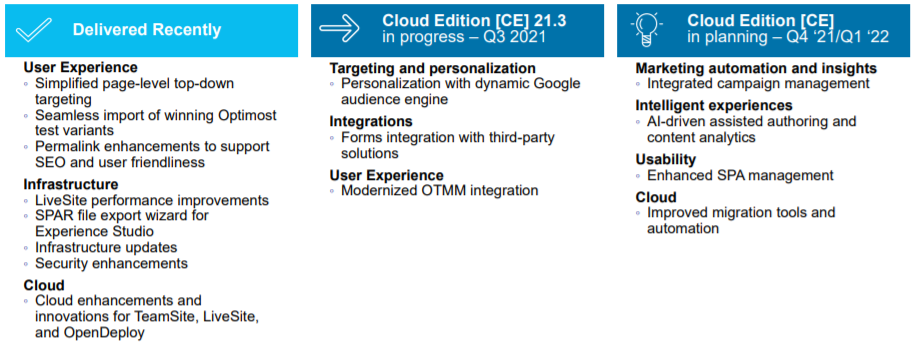 Delivered Recently
User Experience
◦ Simplified page-level top-down
targeting
◦ Seamless import of winning Optimost
test variants
◦ Permalink enhancements to support
SEO and user friendliness
Infrastructure
◦ LiveSite performance improvements
◦ SPAR file export wizard for
Experience Studio
◦ Infrastructure updates
◦ Security enhancements
Cloud
◦ Cloud enhancements and
innovations for TeamSite, LiveSite,
and OpenDeploy
Cloud Edition [CE] 21.3
in progress – Q3 2021
Targeting and personalization
◦ Personalization with dynamic Google
audience engine
Integrations
◦ Forms integration with third-party
solutions
User Experience
◦ Modernized OTMM integration
Cloud Edition [CE]
in planning – Q4 ‘21/Q1 ‘22
Marketing automation and insights
◦ Integrated campaign management
Intelligent experiences
◦ AI-driven assisted authoring and
content analytics
Usability
◦ Enhanced SPA management
Cloud
◦ Improved migration tools and
automation